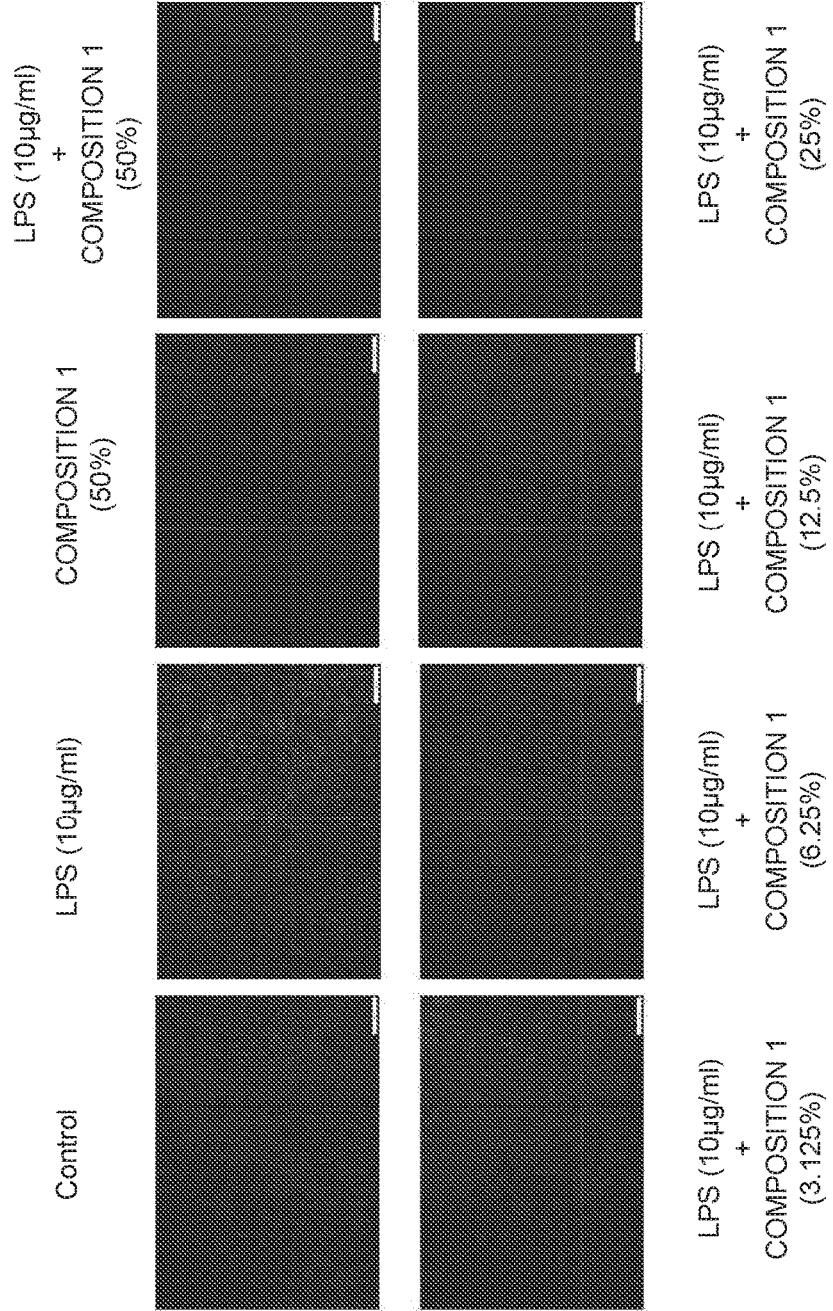 Control
LPS (10µg/ml)
COMPOSITION 1
(50%)
LPS (10µg/ml)
+
COMPOSITION 1
(50%)
LPS (10µg/ml)
+
COMPOSITION 1
(3.125%)
LPS (10µg/ml)
+
COMPOSITION 1
(6.25%)
LPS (10µg/ml)
+
COMPOSITION 1
(12.5%)
LPS (10µg/ml)
+
COMPOSITION 1
(25%)